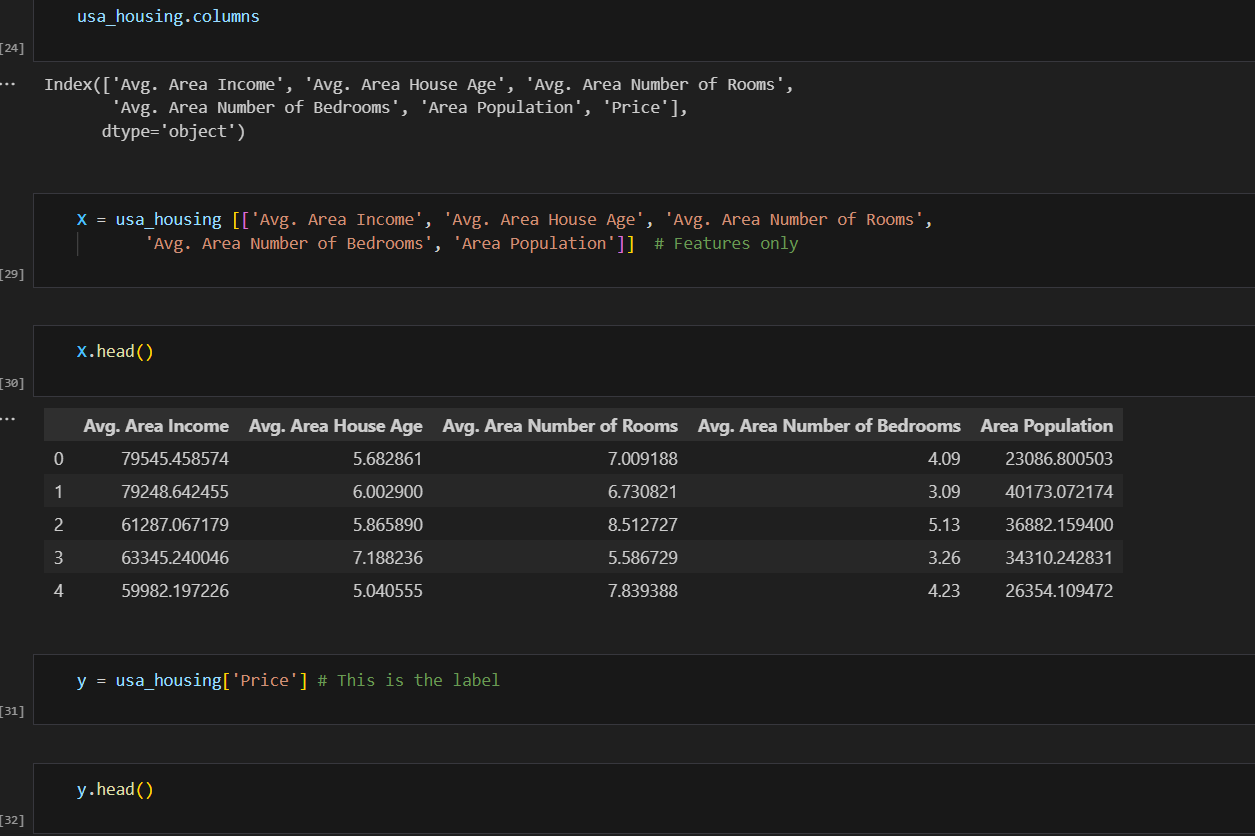 usa_housing.columns
[24]
...
Index(['Avg. Area Income', 'Avg. Area House Age', 'Avg. Area Number of Rooms',
'Avg. Area Number of Bedrooms', 'Area Population', 'Price'],
dtype='object')
X = usa_housing [['Avg. Area Income', 'Avg. Area House Age', 'Avg. Area Number of Rooms',
'Avg. Area Number of Bedrooms', 'Area Population']] # Features only
[29]
X.head()
[30]
...
Avg. Area Income Avg. Area House Age Avg. Area Number of Rooms Avg. Area Number of Bedrooms Area Population
0 79545.458574 5.682861 7.009188 4.09 23086.800503
1 79248.642455 6.002900 6.730821 3.09 40173.072174
2 61287.067179 5.865890 8.512727 5.13 36882.159400
3 63345.240046 7.188236 5.586729 3.26 34310.242831
4 59982.197226 5.040555 7.839388 4.23 26354.109472
y = usa_housing['Price'] # This is the label
[31]
y.head()
[32]